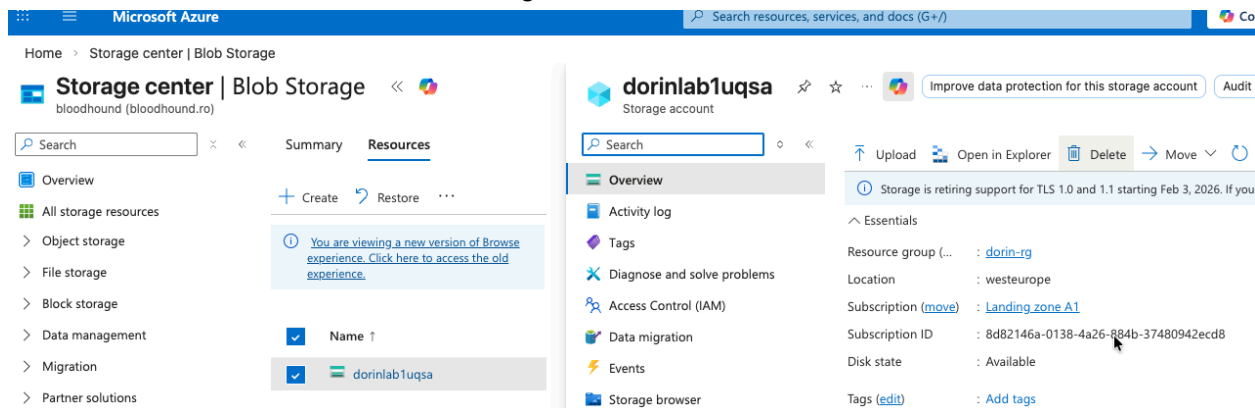 Microsoft Azure
Search resources, services, and docs (G+/)
Co
Home > Storage center | Blob Storage
Storage center | Blob Storage
bloodhound (bloodhound.ro)
Search
Overview
All storage resources
Object storage
File storage
Block storage
Data management
Migration
Partner solutions
Summary Resources
Create Restore ...
You are viewing a new version of Browse
experience. Click here to access the old
experience.
Name ↑
dorinlab1uqsa
dorinlab1uqsa
Storage account
Improve data protection for this storage account Audit
Search
Overview
Activity log
Tags
Diagnose and solve problems
Access Control (IAM)
Data migration
Events
Storage browser
Upload Open in Explorer Delete Move
Storage is retiring support for TLS 1.0 and 1.1 starting Feb 3, 2026. If you
Essentials
Resource group (... : dorin-rg
Location : westeurope
Subscription (move) : Landing zone A1
Subscription ID : 8d82146a-0138-4a26-884b-37480942ecd8
Disk state : Available
Tags (edit) : Add tags